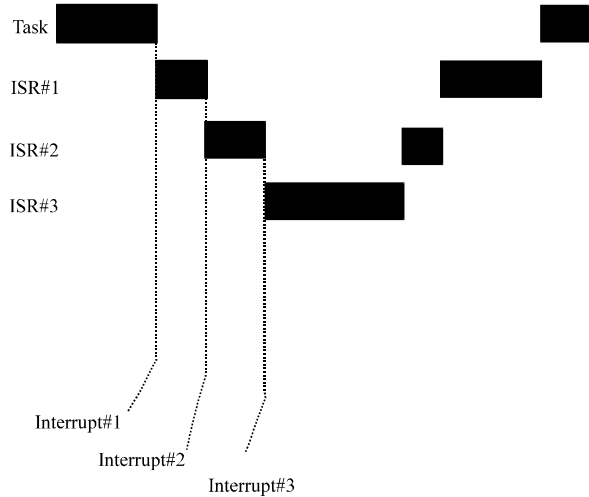 Task
ISR#1
ISR#2
ISR#3
Interrupt#1
Interrupt#2
Interrupt#3